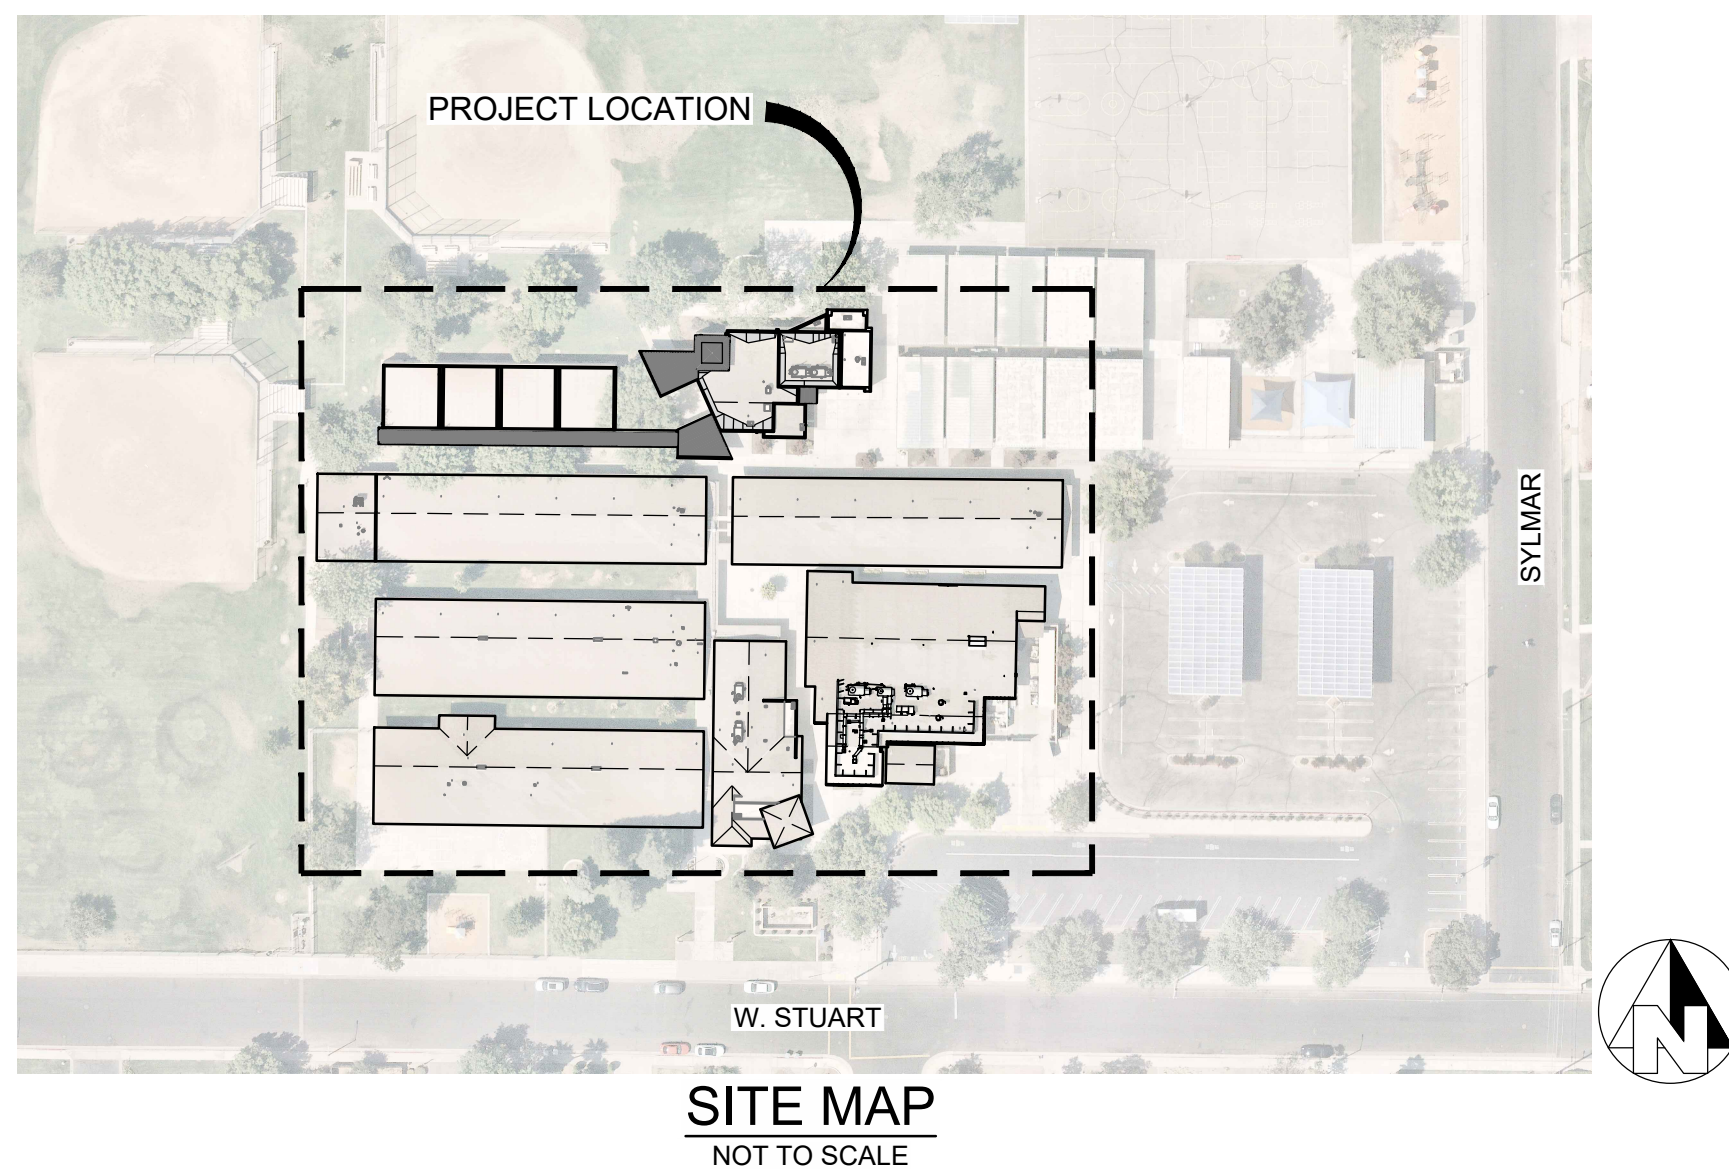 PROJECT LOCATION
SYLMAR
W. STUART
N
SITE MAP
NOT TO SCALE